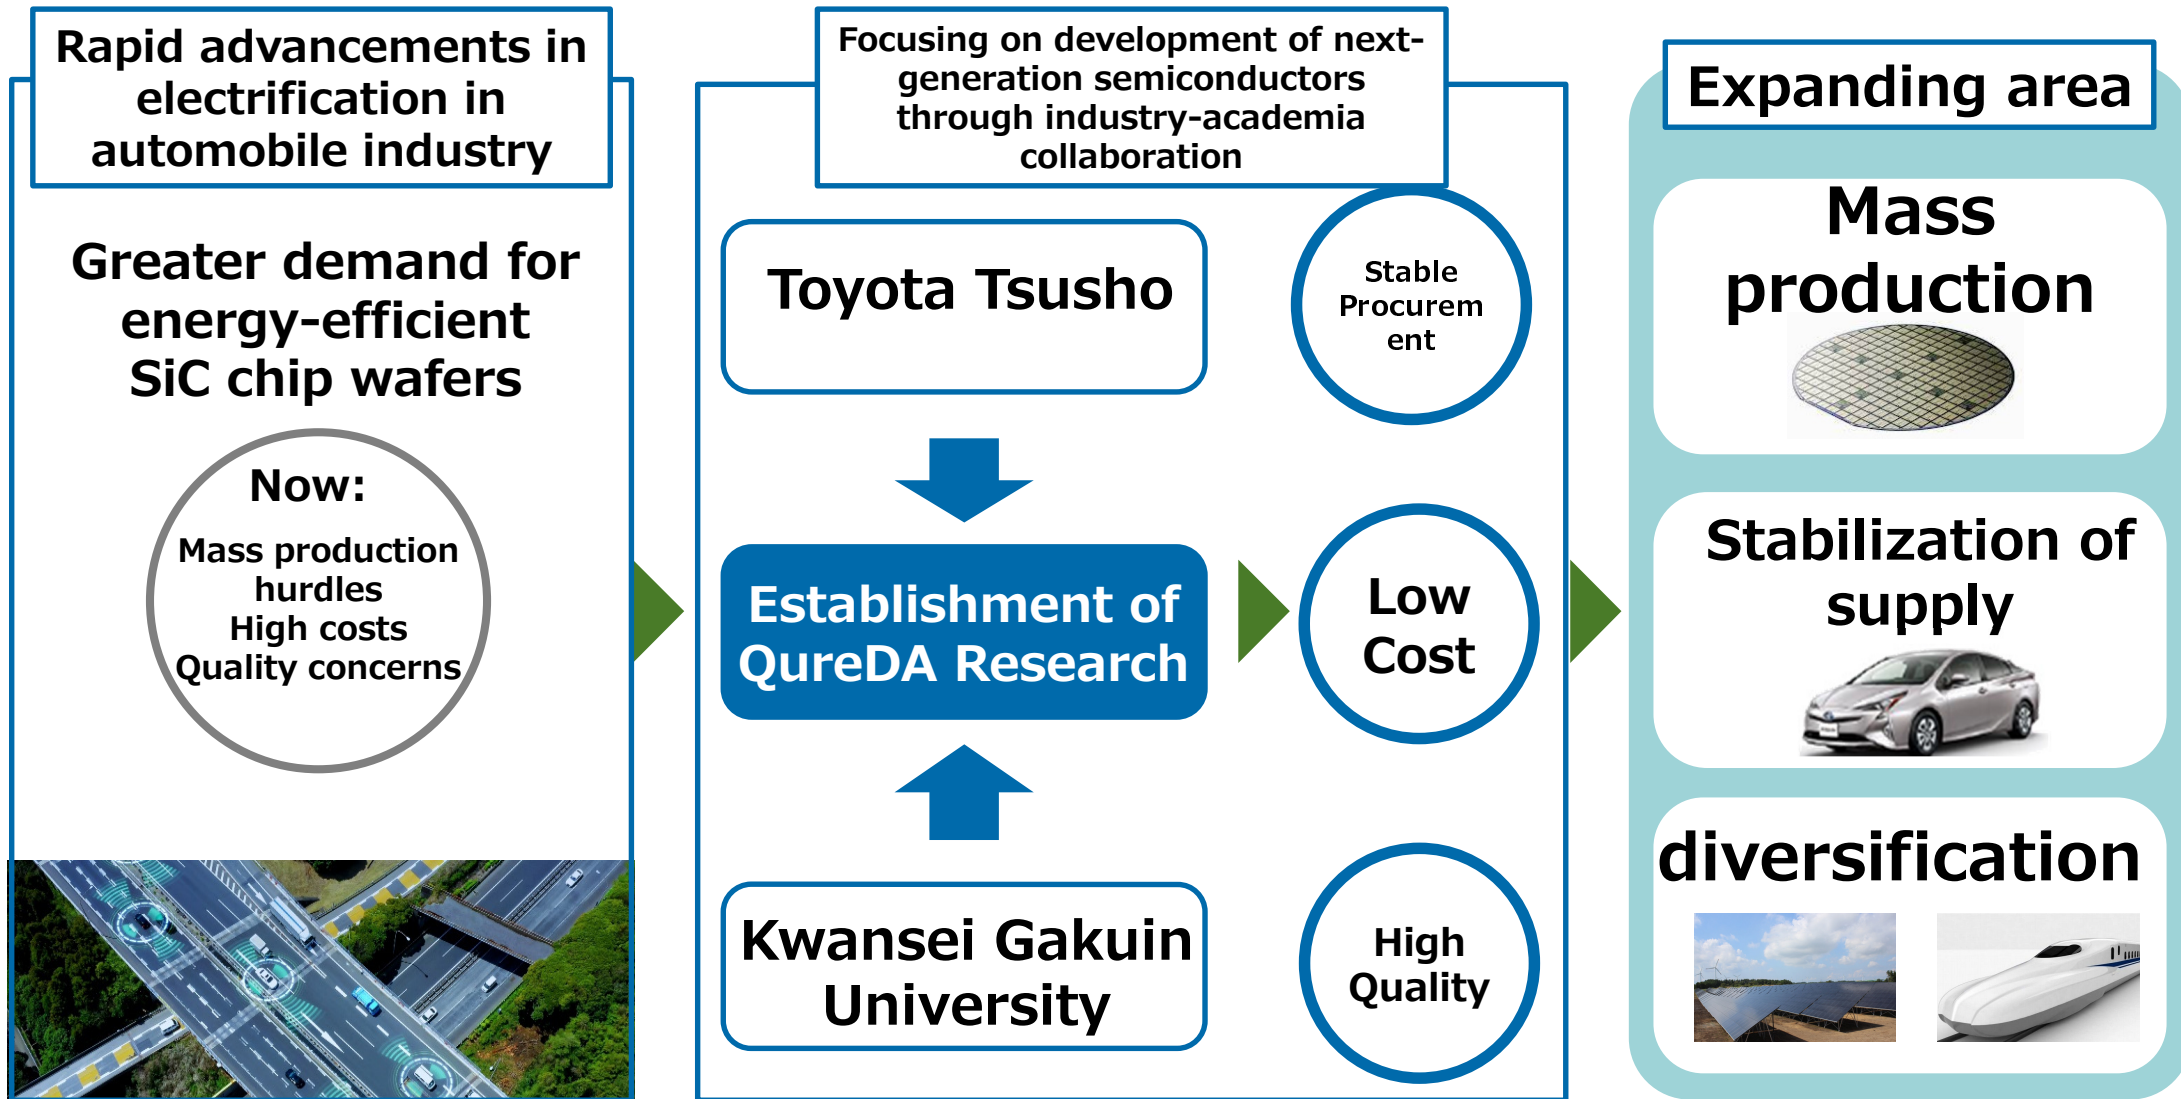 Rapid advancements in
electrification in
automobile industry
Greater demand for
energy-efficient
SiC chip wafers
Now:
Mass production
hurdles
High costs
Quality concerns
Focusing on development of next-
generation semiconductors
through industry-academia
collaboration
Toyota Tsusho
Establishment of
QureDA Research
Kwansei Gakuin
University
Stable
Procurem
ent
Low
Cost
High
Quality
Expanding area
Mass
production
Stabilization of
supply
diversification